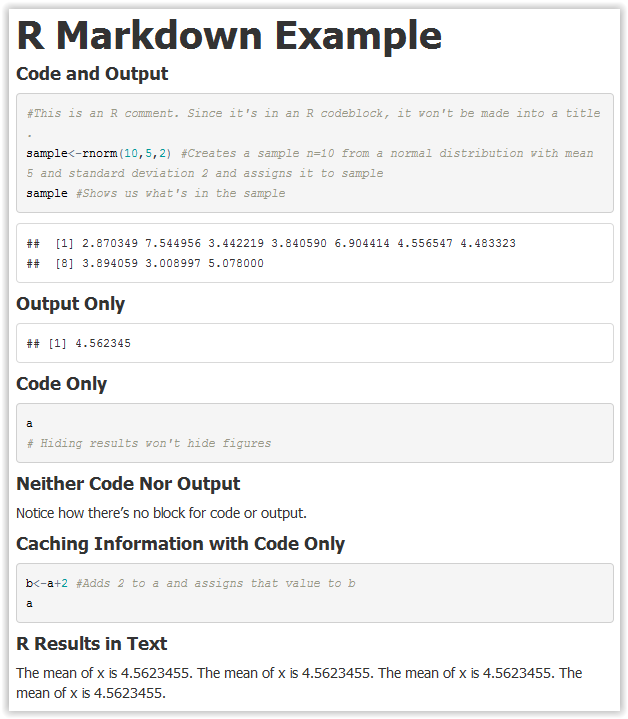 R Markdown Example
Code and Output
#This is an R comment. Since it's in an R codeblock, it won't be made into a title
.
sample<-rnorm(10,5,2) #Creates a sample n=10 from a normal distribution with mean
5 and standard deviation 2 and assigns it to sample
sample #Shows us what's in the sample
##  [1] 2.870349 7.544956 3.442219 3.840590 6.904414 4.556547 4.483323
##  [8] 3.894059 3.008997 5.078000
Output Only
## [1] 4.562345
Code Only
a
# Hiding results won't hide figures
Neither Code Nor Output
Notice how there’s no block for code or output.
Caching Information with Code Only
b<-a+2 #Adds 2 to a and assigns that value to b
a
R Results in Text
The mean of x is 4.5623455. The mean of x is 4.5623455. The mean of x is 4.5623455. The
mean of x is 4.5623455.